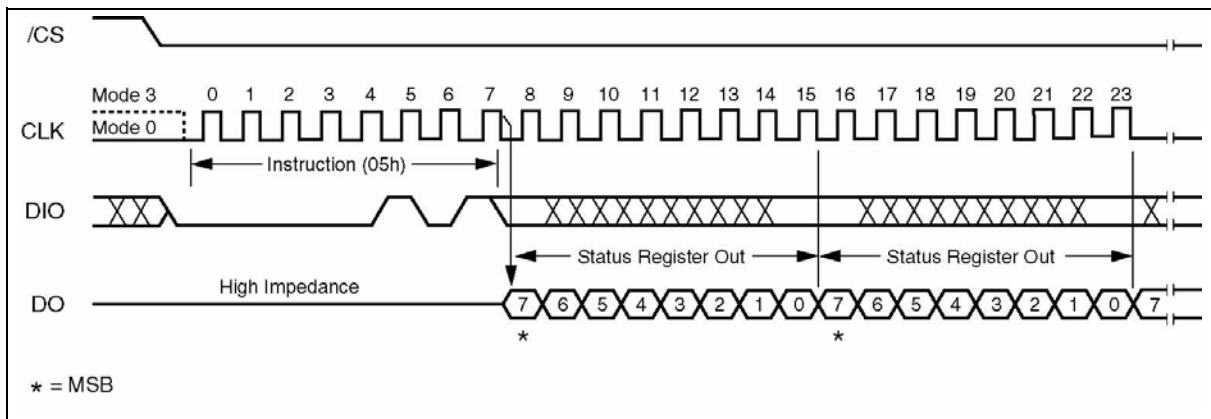 /CS
Mode 3
0 1 2 3 4 5 6 7 8 9 10 11 12 13 14 15 16 17 18 19 20 21 22 23
CLK
Mode 0
Instruction (05h)
DIO
Status Register Out
Status Register Out
High Impedance
DO
7 6 5 4 3 2 1 0 7 6 5 4 3 2 1 0 7
* *
* = MSB